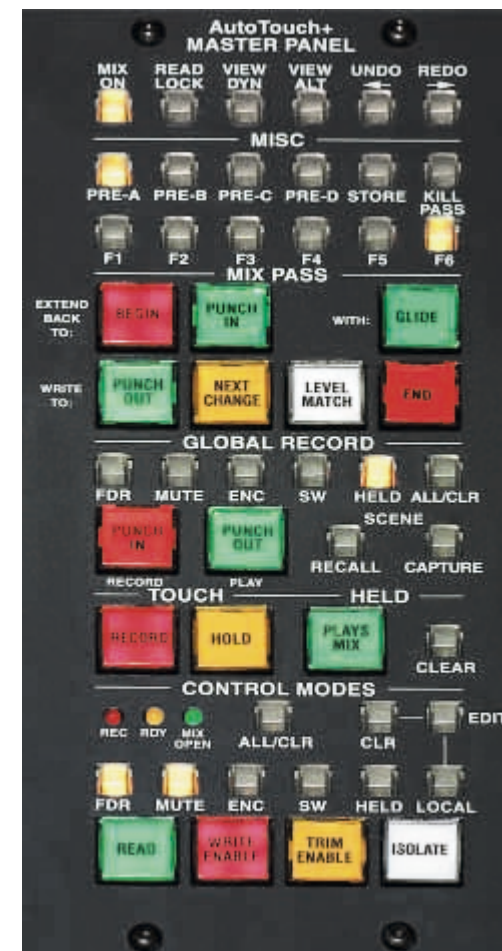 AutoTouch+
MASTER PANEL
MIX ON READ LOCK VIEW DYN VIEW ALT UNDO REDO
MISC
PRE-A PRE-B PRE-C PRE-D STORE KILL PASS
F1 F2 F3 F4 F5 F6
MIX PASS
EXTEND BACK TO: BEGIN PUNCH IN WITH: GLIDE
WRITE TO: PUNCH OUT NEXT CHANGE LEVEL MATCH END
GLOBAL RECORD
FDR MUTE ENC SW HELD ALL/CLR
SCENE
PUNCH IN PUNCH OUT RECALL CAPTURE
RECORD PLAY
TOUCH HELD
RECORD HOLD PLAYS MIX CLEAR
CONTROL MODES
REC RDY MIX OPEN ALL/CLR CLR EDIT
FDR MUTE ENC SW HELD LOCAL
READ WRITE ENABLE TRIM ENABLE ISOLATE